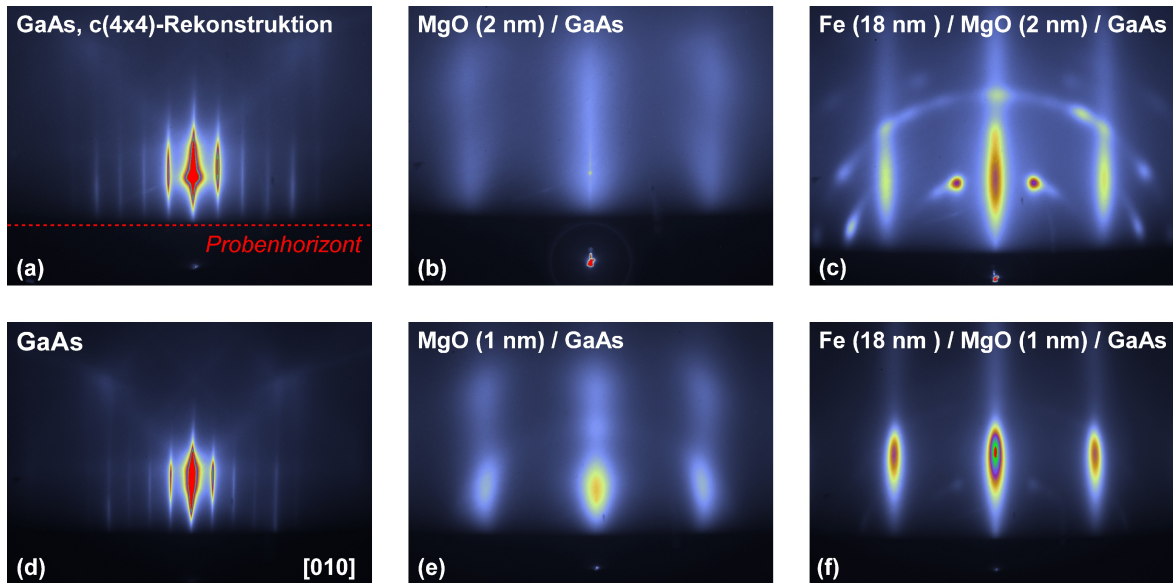 GaAs, c(4x4)-Rekonstruktion
Probenhorizont
(a)
MgO (2 nm) / GaAs
(b)
Fe (18 nm ) / MgO (2 nm) / GaAs
(c)
GaAs
(d)
[010]
MgO (1 nm) / GaAs
(e)
Fe (18 nm ) / MgO (1 nm) / GaAs
(f)